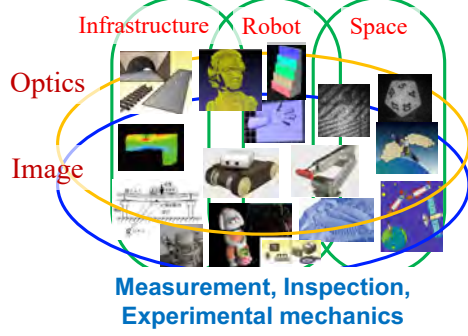 Infrastructure Robot Space
Optics
Image
Measurement, Inspection,
Experimental mechanics